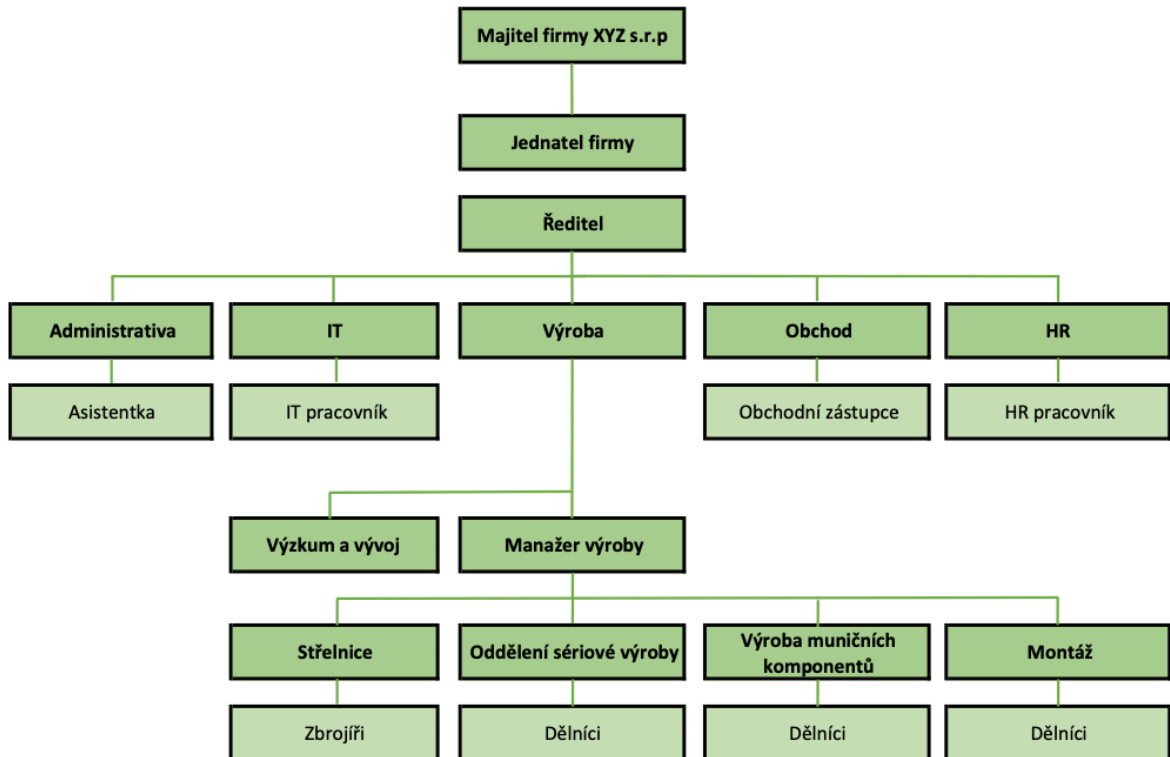 Majitel firmy XYZ s.r.p
Jednatel firmy
Ředitel
Administrativa
IT
Výroba
Obchod
HR
Asistentka
IT pracovník
Obchodní zástupce
HR pracovník
Výzkum a vývoj
Manažer výroby
Střelnice
Oddělení sériové výroby
Výroba muničních
komponentů
Montáž
Zbrojíři
Dělníci
Dělníci
Dělníci